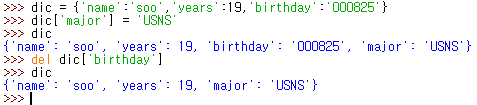 >>> dic = {'name':'soo','years':19,'birthday':'000825'}
>>> dic['major'] = 'USNS'
>>> dic
{'name': 'soo', 'years': 19, 'birthday': '000825', 'major': 'USNS'}
>>> del dic['birthday']
>>> dic
{'name': 'soo', 'years': 19, 'major': 'USNS'}
>>>